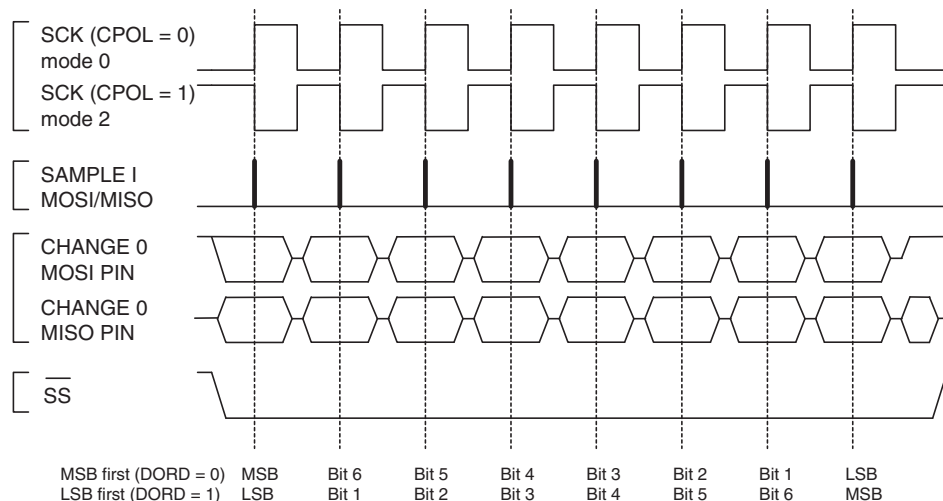 SCK (CPOL = 0)
mode 0
SCK (CPOL = 1)
mode 2
SAMPLE I
MOSI/MISO
CHANGE 0
MOSI PIN
CHANGE 0
MISO PIN
SS
MSB first (DORD = 0) MSB Bit 6 Bit 5 Bit 4 Bit 3 Bit 2 Bit 1 LSB
LSB first (DORD = 1) LSB Bit 1 Bit 2 Bit 3 Bit 4 Bit 5 Bit 6 MSB